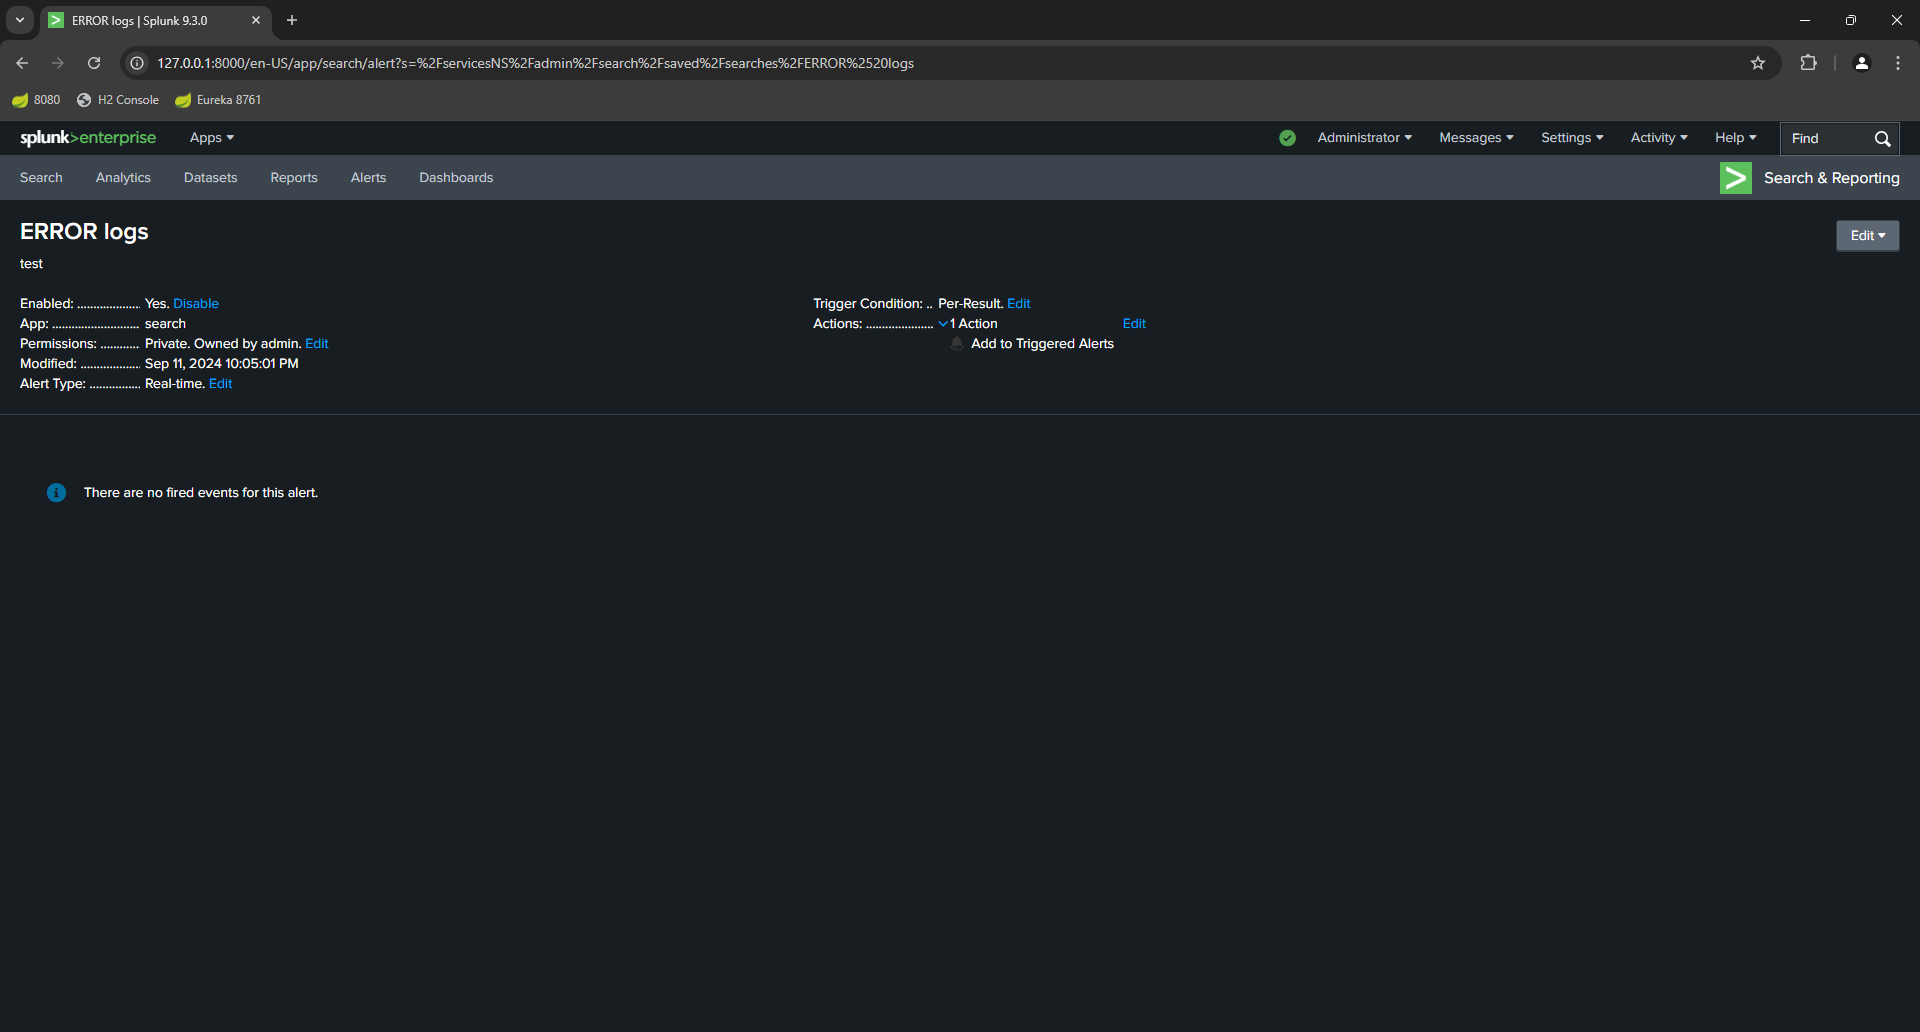 ERROR logs | Splunk 9.3.0
127.0.0.1:8000/en-US/app/search/alert?s=%2FservicesNS%2Fadmin%2Fsearch%2Fsaved%2Fsearches%2FERROR%2520logs
8080 H2 Console Eureka 8761
splunk>enterprise Apps Administrator Messages Settings Activity Help Find
Search Analytics Datasets Reports Alerts Dashboards Search & Reporting
ERROR logs
Edit
test
Enabled: ................... Yes. Disable
Trigger Condition: .. Per-Result. Edit
App: .......................... search
Actions: ..................... 1 Action Edit
Permissions: ............ Private. Owned by admin. Edit
Add to Triggered Alerts
Modified: .................. Sep 11, 2024 10:05:01 PM
Alert Type: ................ Real-time. Edit
There are no fired events for this alert.